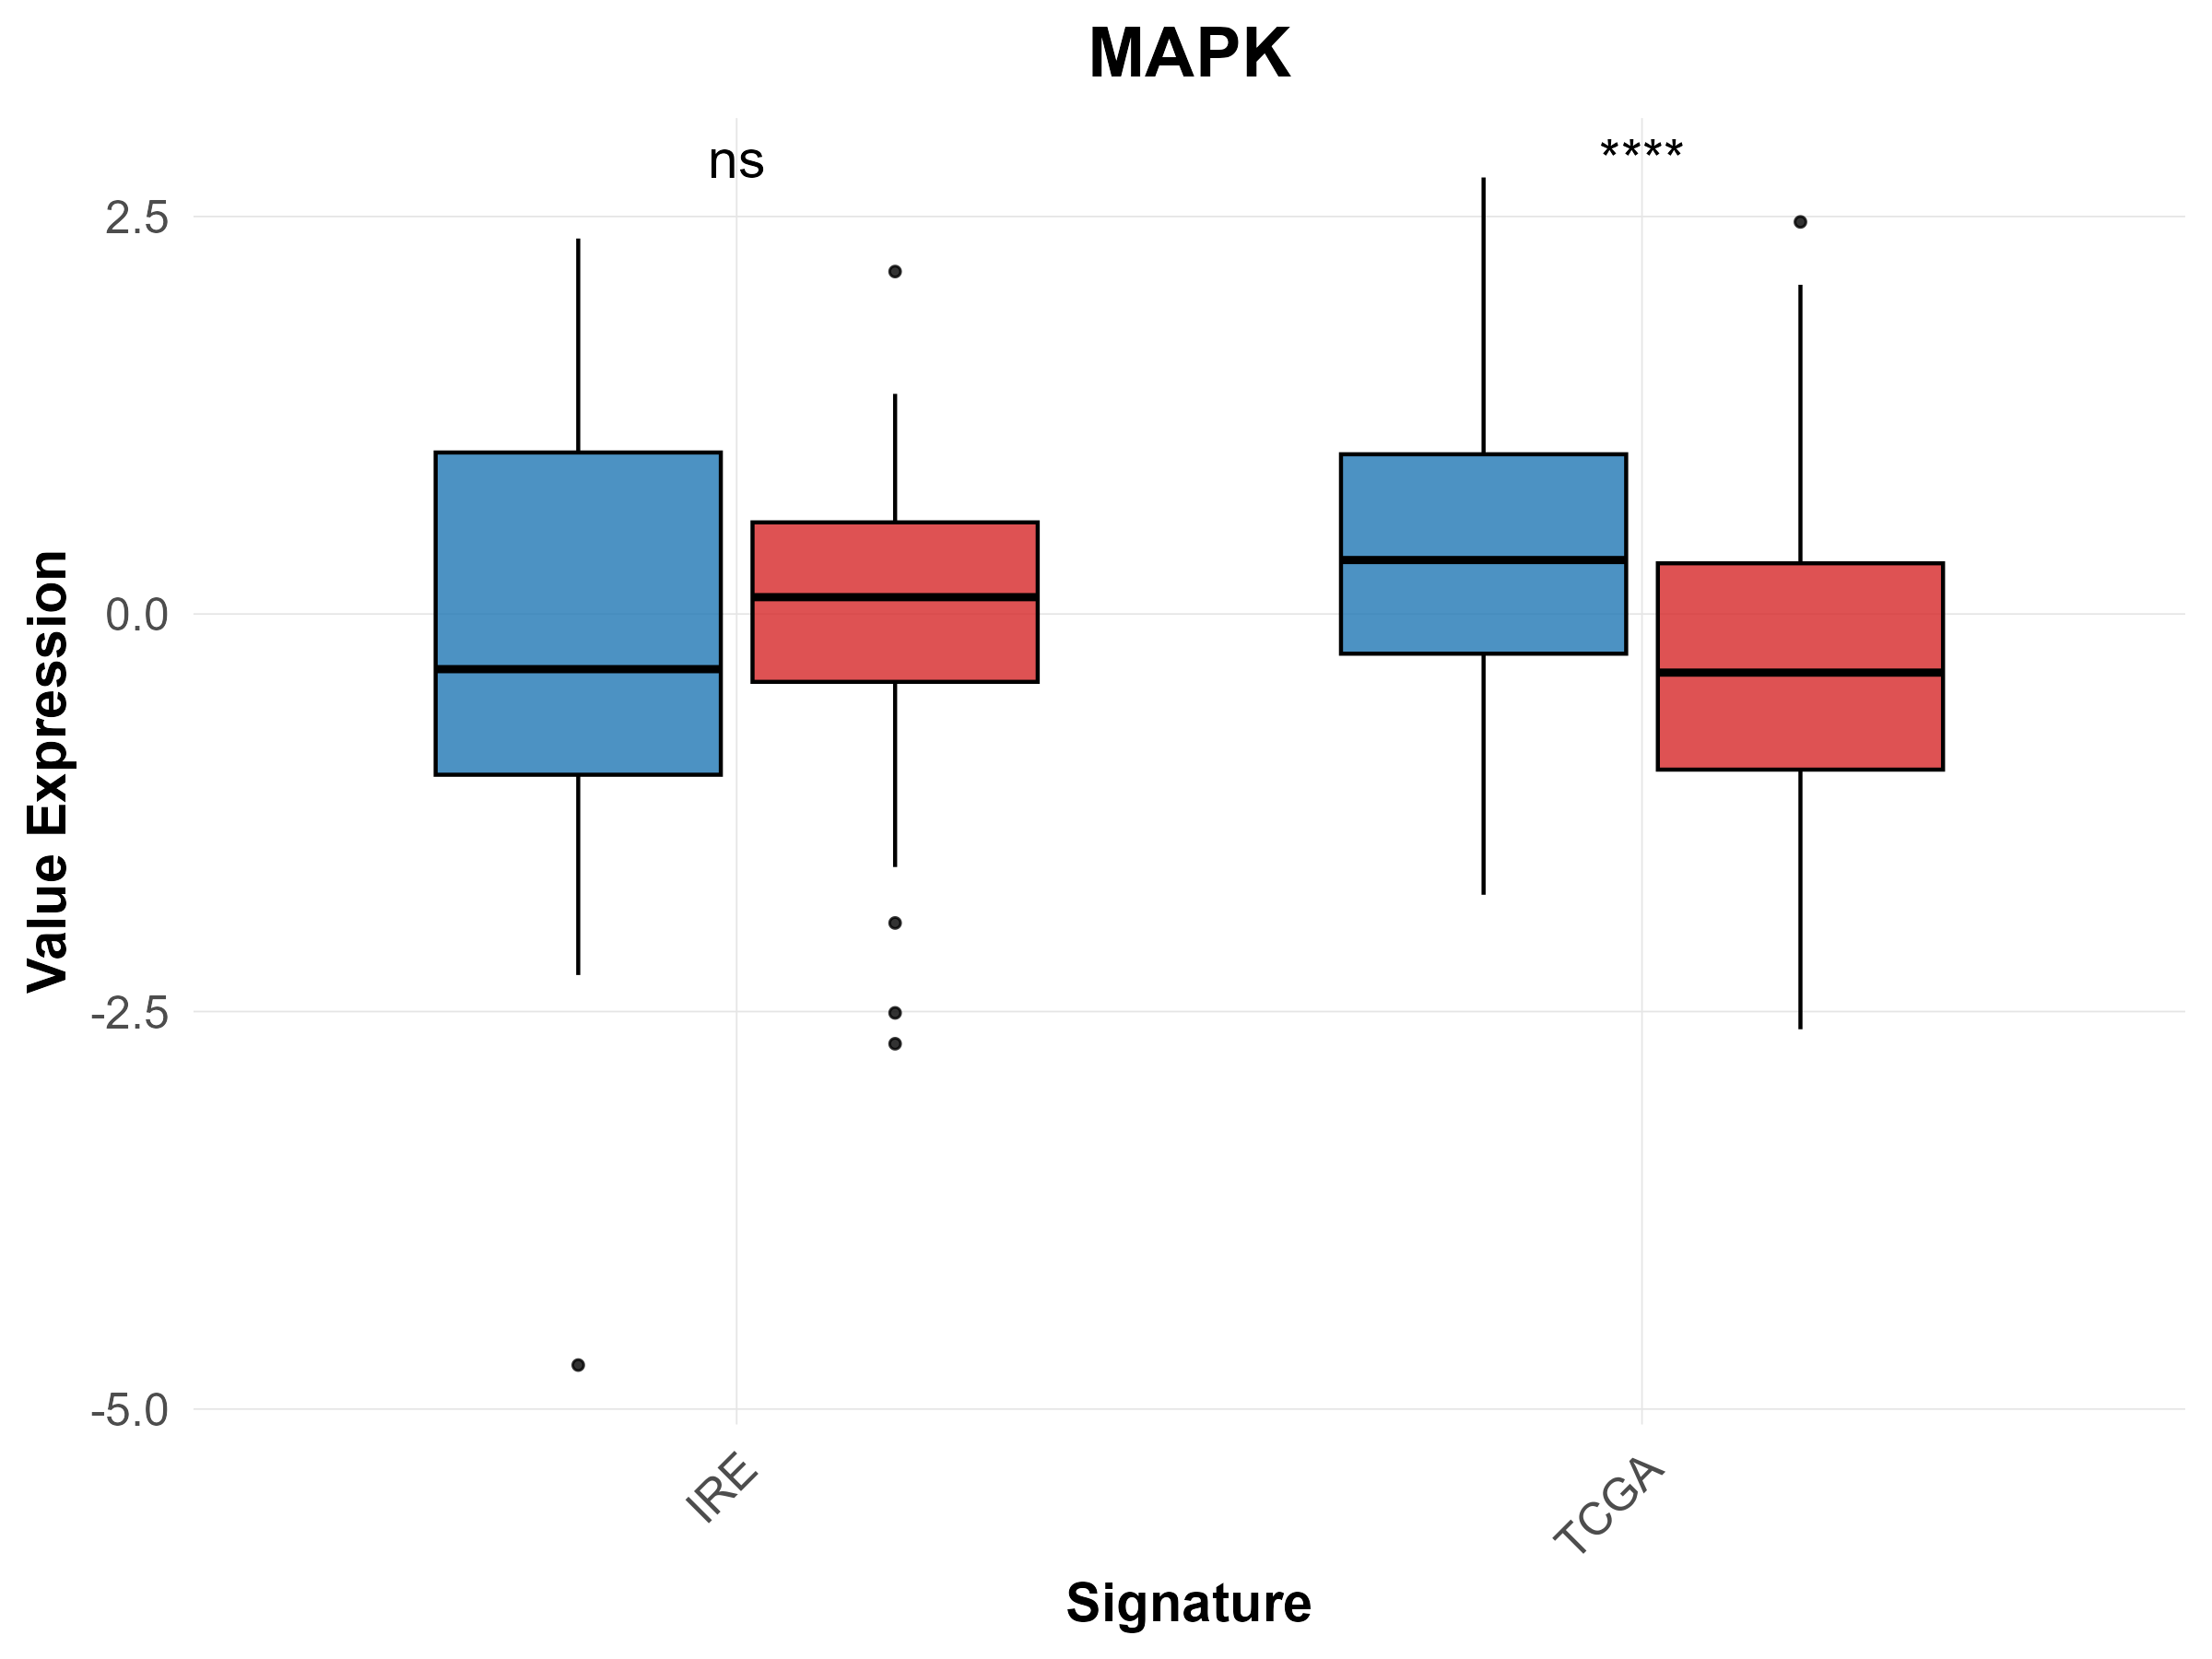 MAPK
ns
****
2.5
0.0
-2.5
-5.0
Value Expression
IRE
TCGA
Signature